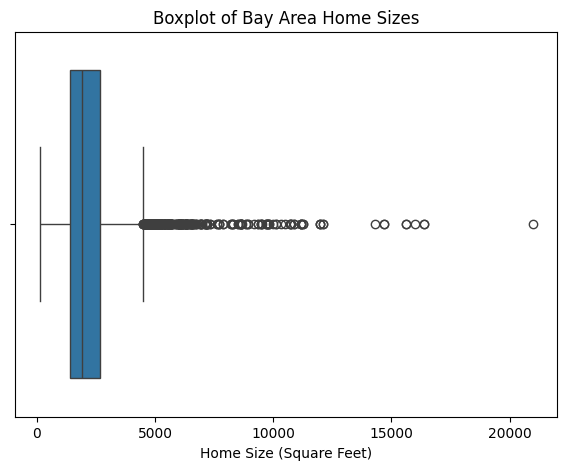 Boxplot of Bay Area Home Sizes
0 5000 10000 15000 20000
Home Size (Square Feet)